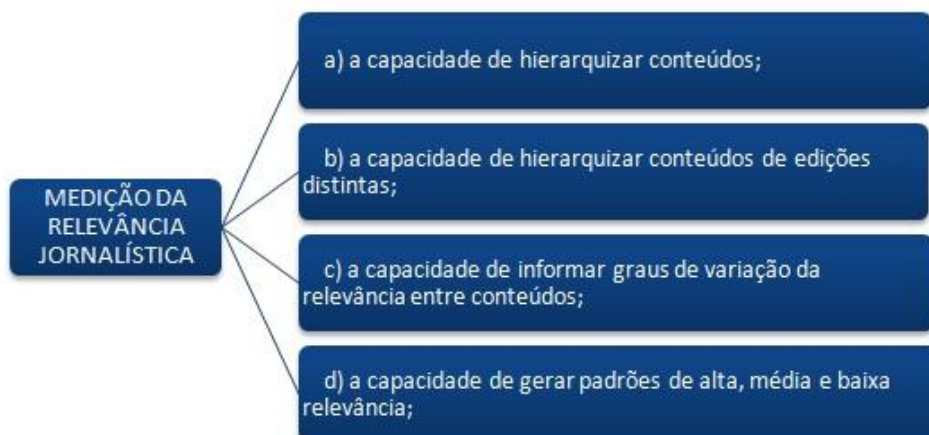 MEDIÇÃO DA
RELEVÂNCIA
JORNALÍSTICA
a) a capacidade de hierarquizar conteúdos;
b) a capacidade de hierarquizar conteúdos de edições
distintas;
c) a capacidade de informar graus de variação da
relevância entre conteúdos;
d) a capacidade de gerar padrões de alta, média e baixa
relevância;